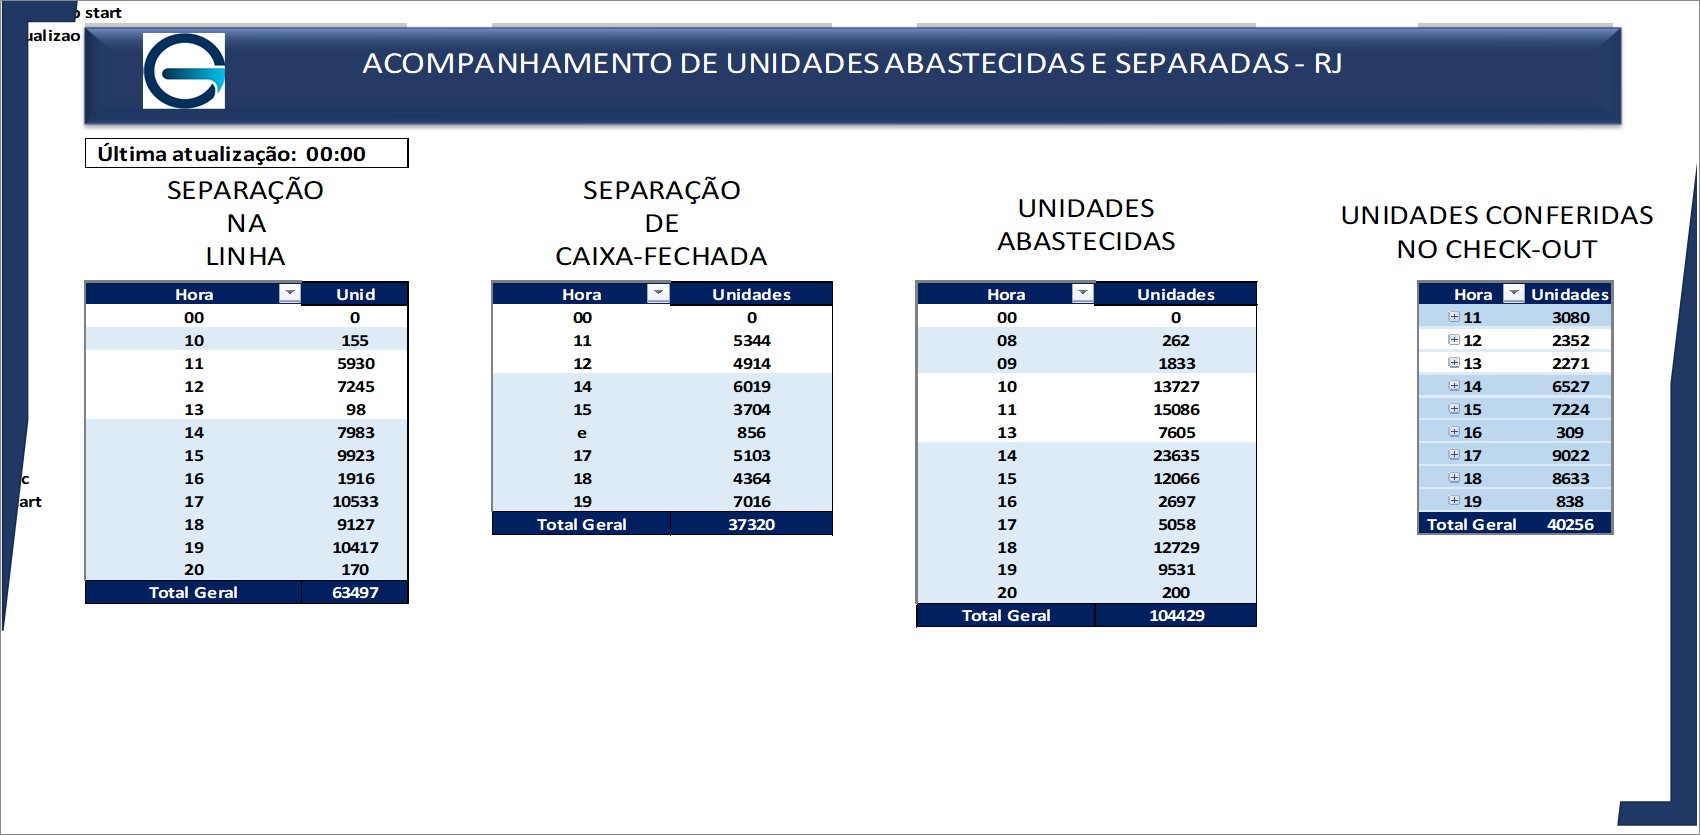 start
ualizao
ACOMPANHAMENTO DE UNIDADES ABASTECIDAS E SEPARADAS - RJ
Última atualização: 00:00
SEPARAÇÃO
NA
LINHA
Hora Unid
00 0
10 155
11 5930
12 7245
13 98
14 7983
15 9923
16 1916
17 10533
18 9127
19 10417
20 170
Total Geral 63497
SEPARAÇÃO
DE
CAIXA-FECHADA
Hora Unidades
00 0
11 5344
12 4914
14 6019
15 3704
e 856
17 5103
18 4364
19 7016
Total Geral 37320
UNIDADES
ABASTECIDAS
Hora Unidades
00 0
08 262
09 1833
10 13727
11 15086
13 7605
14 23635
15 12066
16 2697
17 5058
18 12729
19 9531
20 200
Total Geral 104429
UNIDADES CONFERIDAS
NO CHECK-OUT
Hora Unidades
11 3080
12 2352
13 2271
14 6527
15 7224
16 309
17 9022
18 8633
19 838
Total Geral 40256
c
art